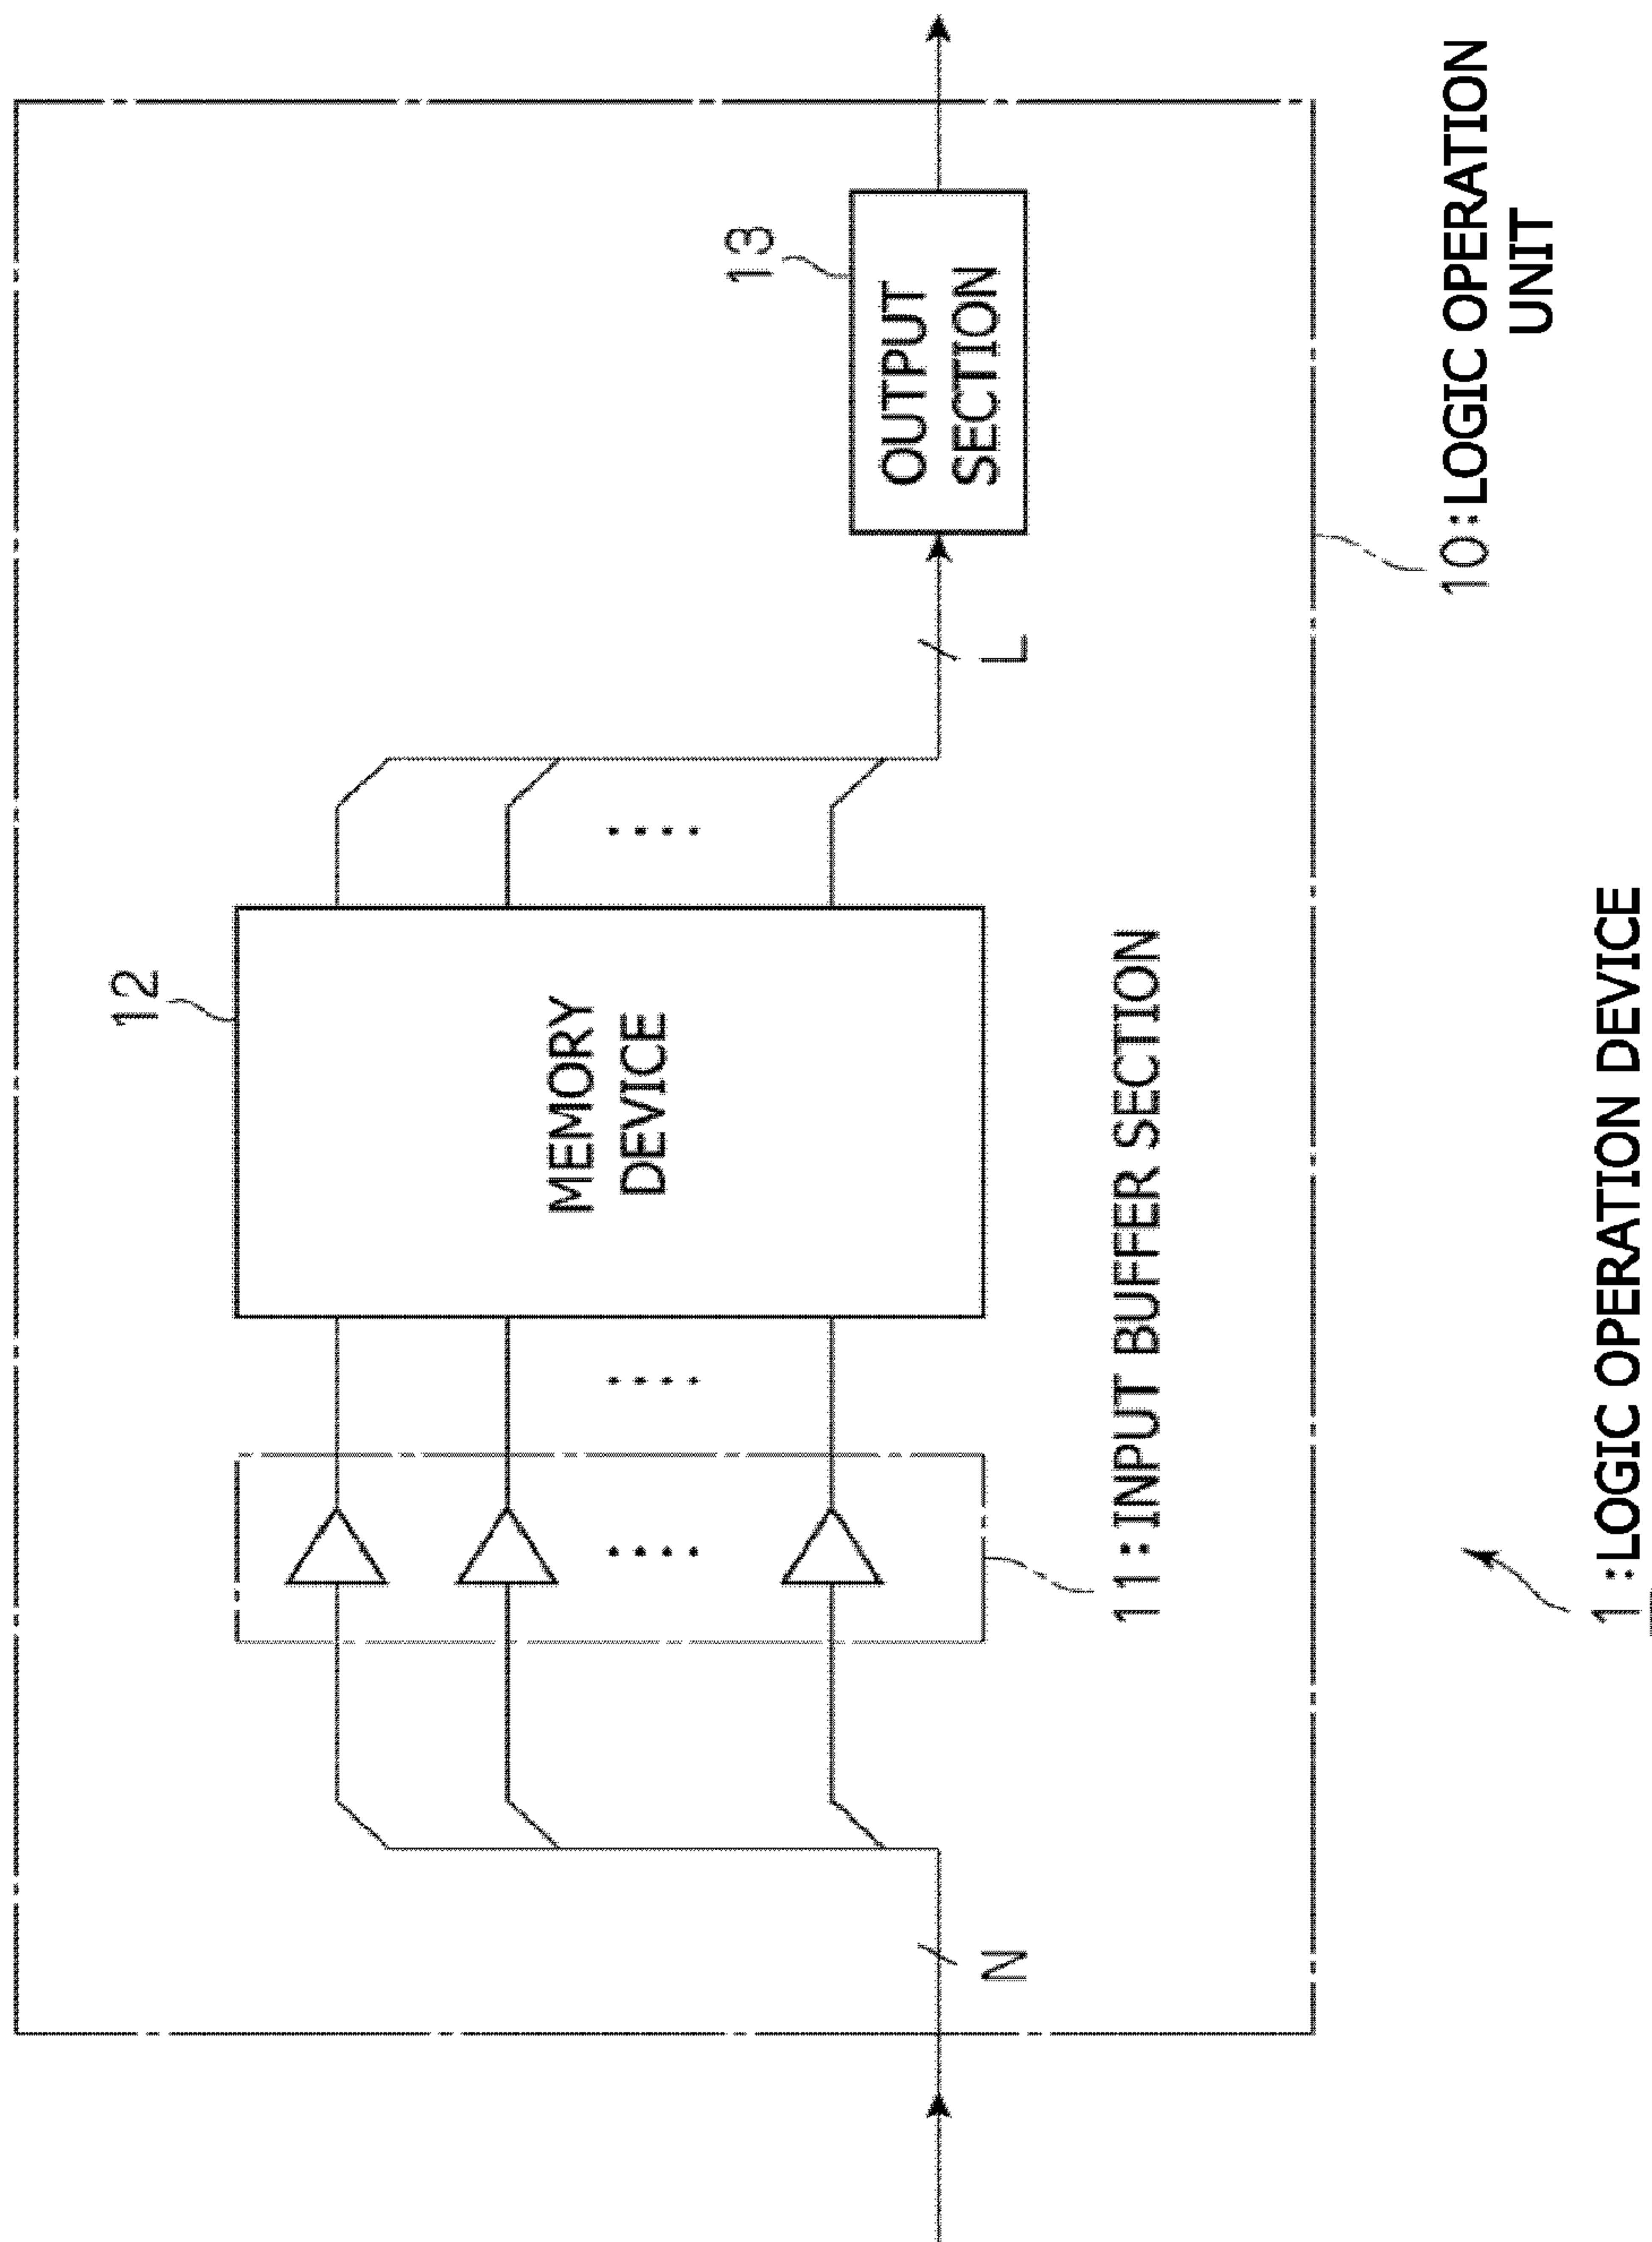 12
13
MEMORY
DEVICE
OUTPUT
SECTION
N
L
11:INPUT BUFFER SECTION
10:LOGIC OPERATION
UNIT
1:LOGIC OPERATION DEVICE